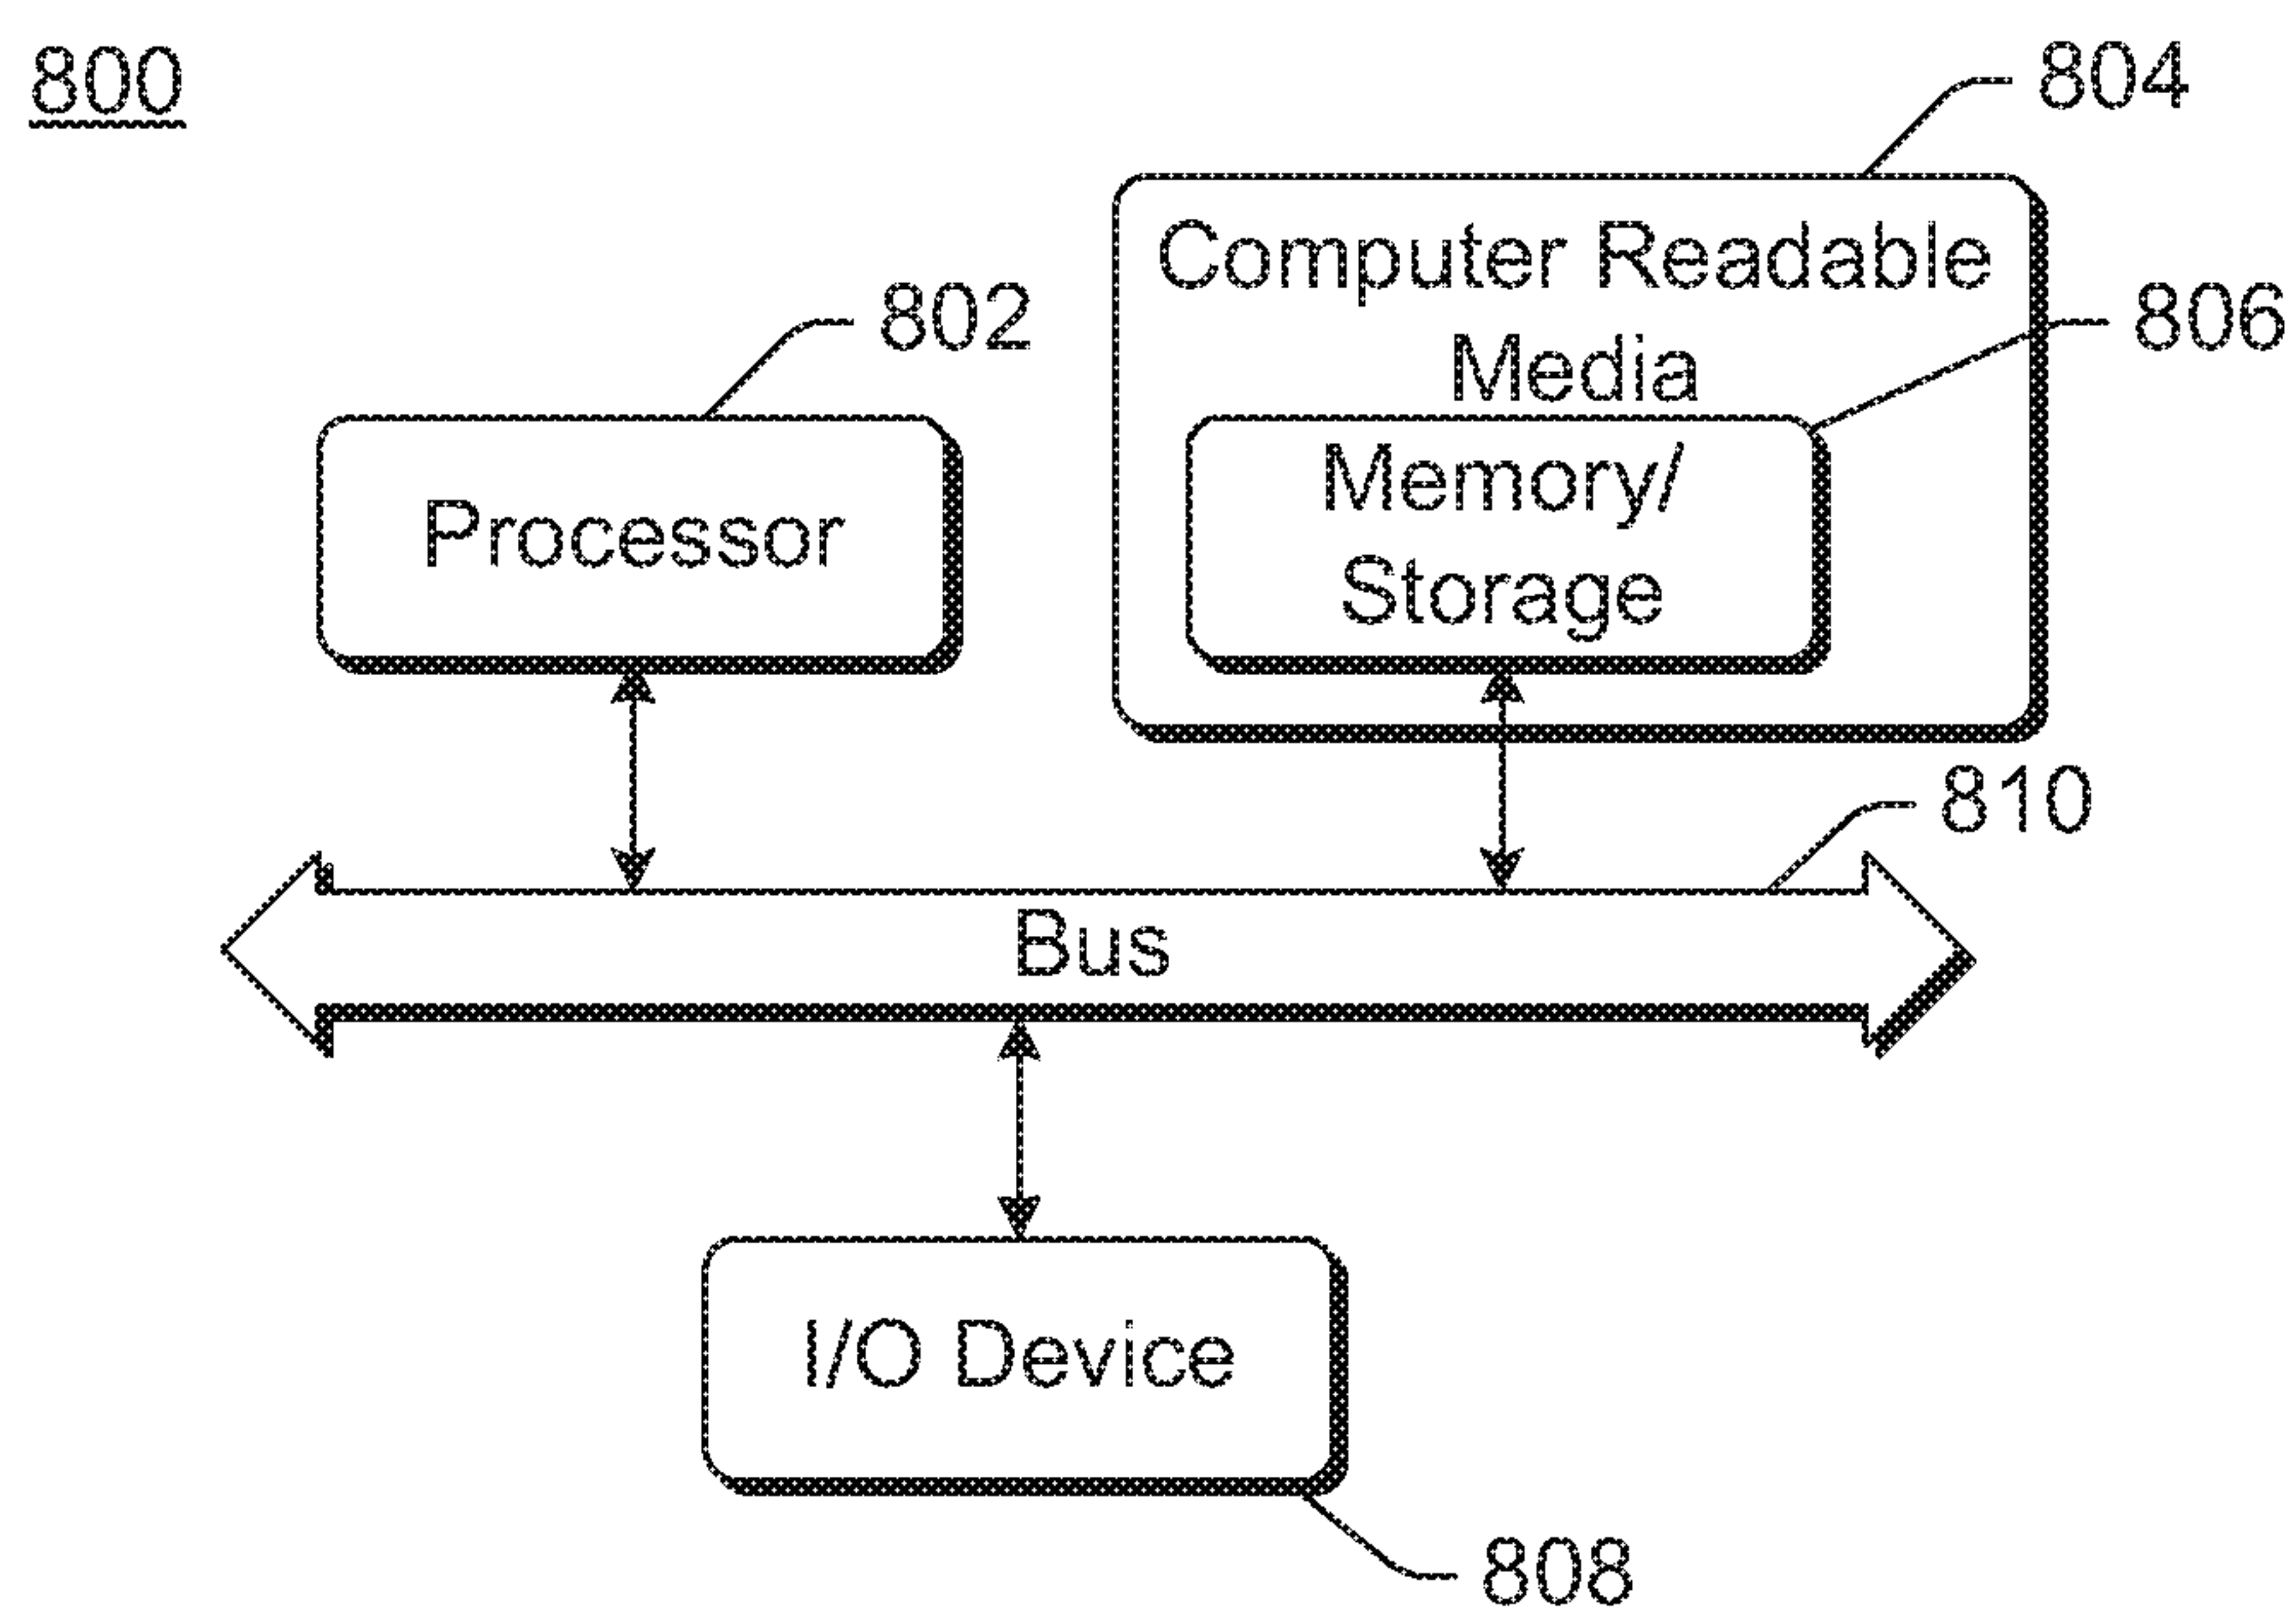 800
804
Computer Readable
Media
802
806
Memory/
Storage
Processor
810
Bus
I/O Device
808